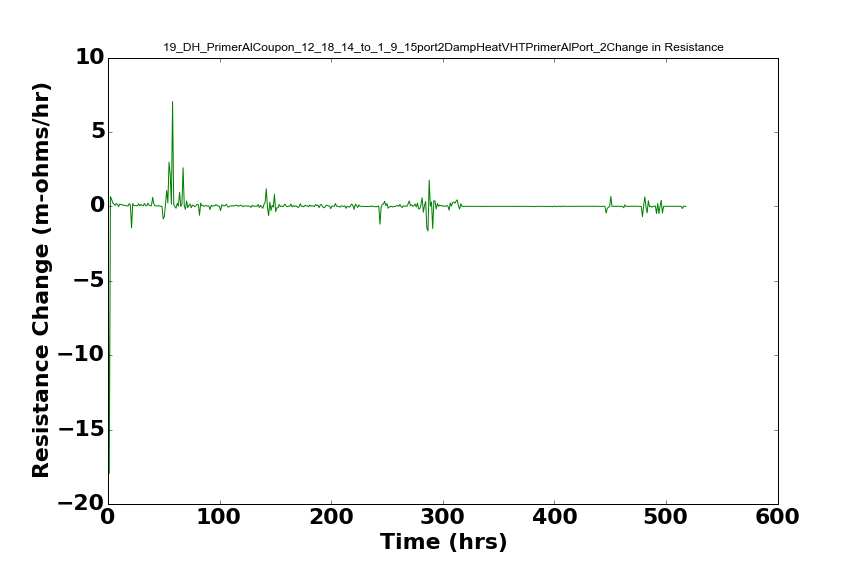 19_DH_PrimerAlCoupon_12_18_14_to_1_9_15port2DampHeatVHTPrimerAlPort_2Change in Resistance
10
5
0
−5
−10
−15
−20
Resistance Change (m-ohms/hr)
0 100 200 300 400 500 600
Time (hrs)